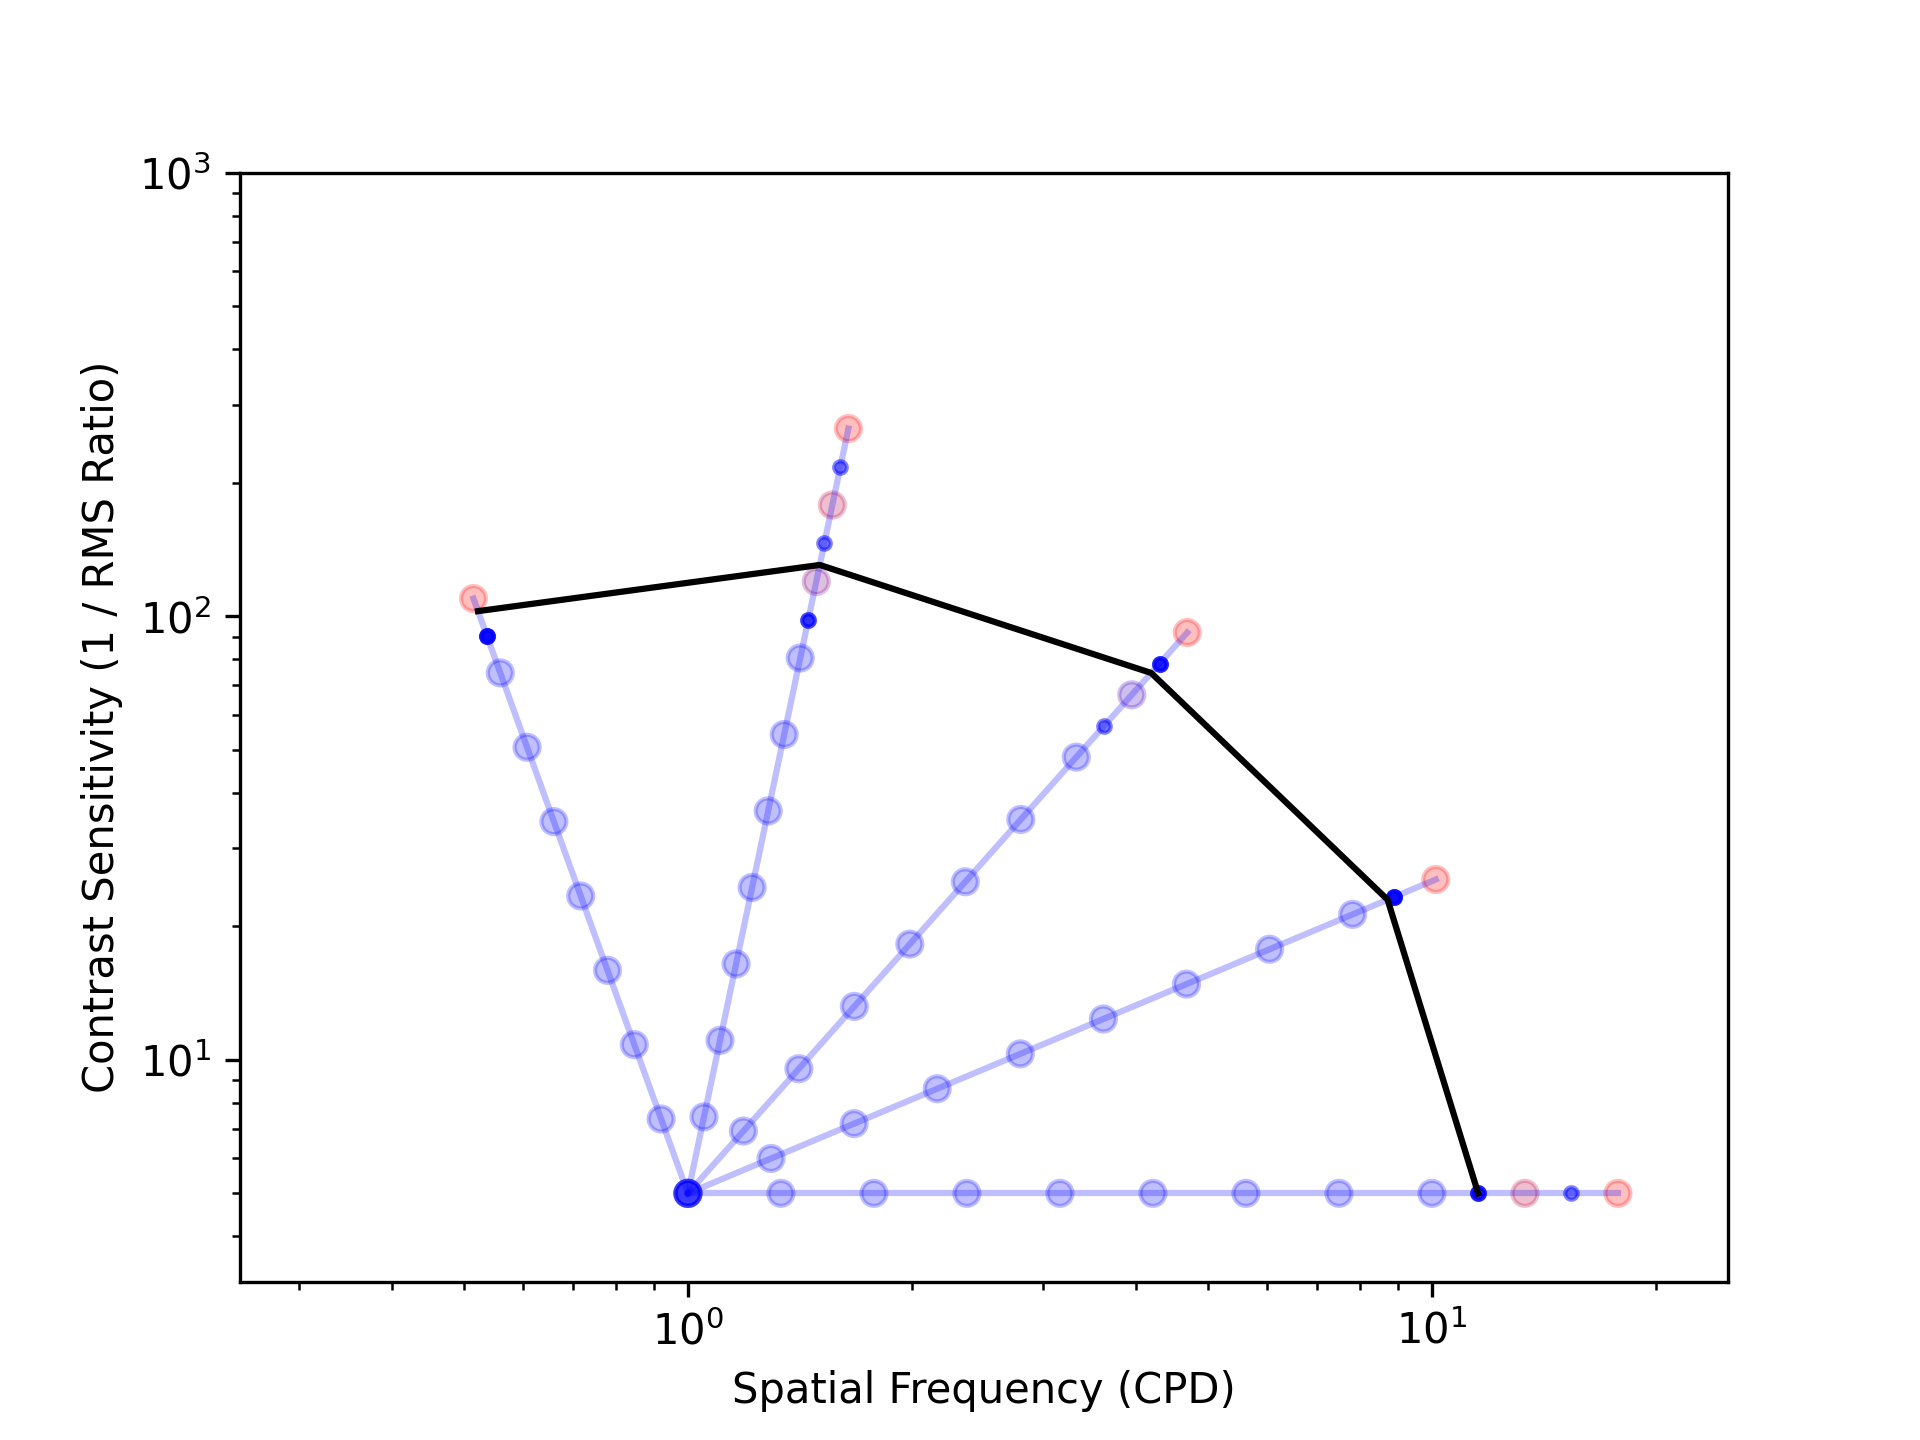 10³
10²
10¹
Contrast Sensitivity (1 / RMS Ratio)
10⁰ 10¹
Spatial Frequency (CPD)